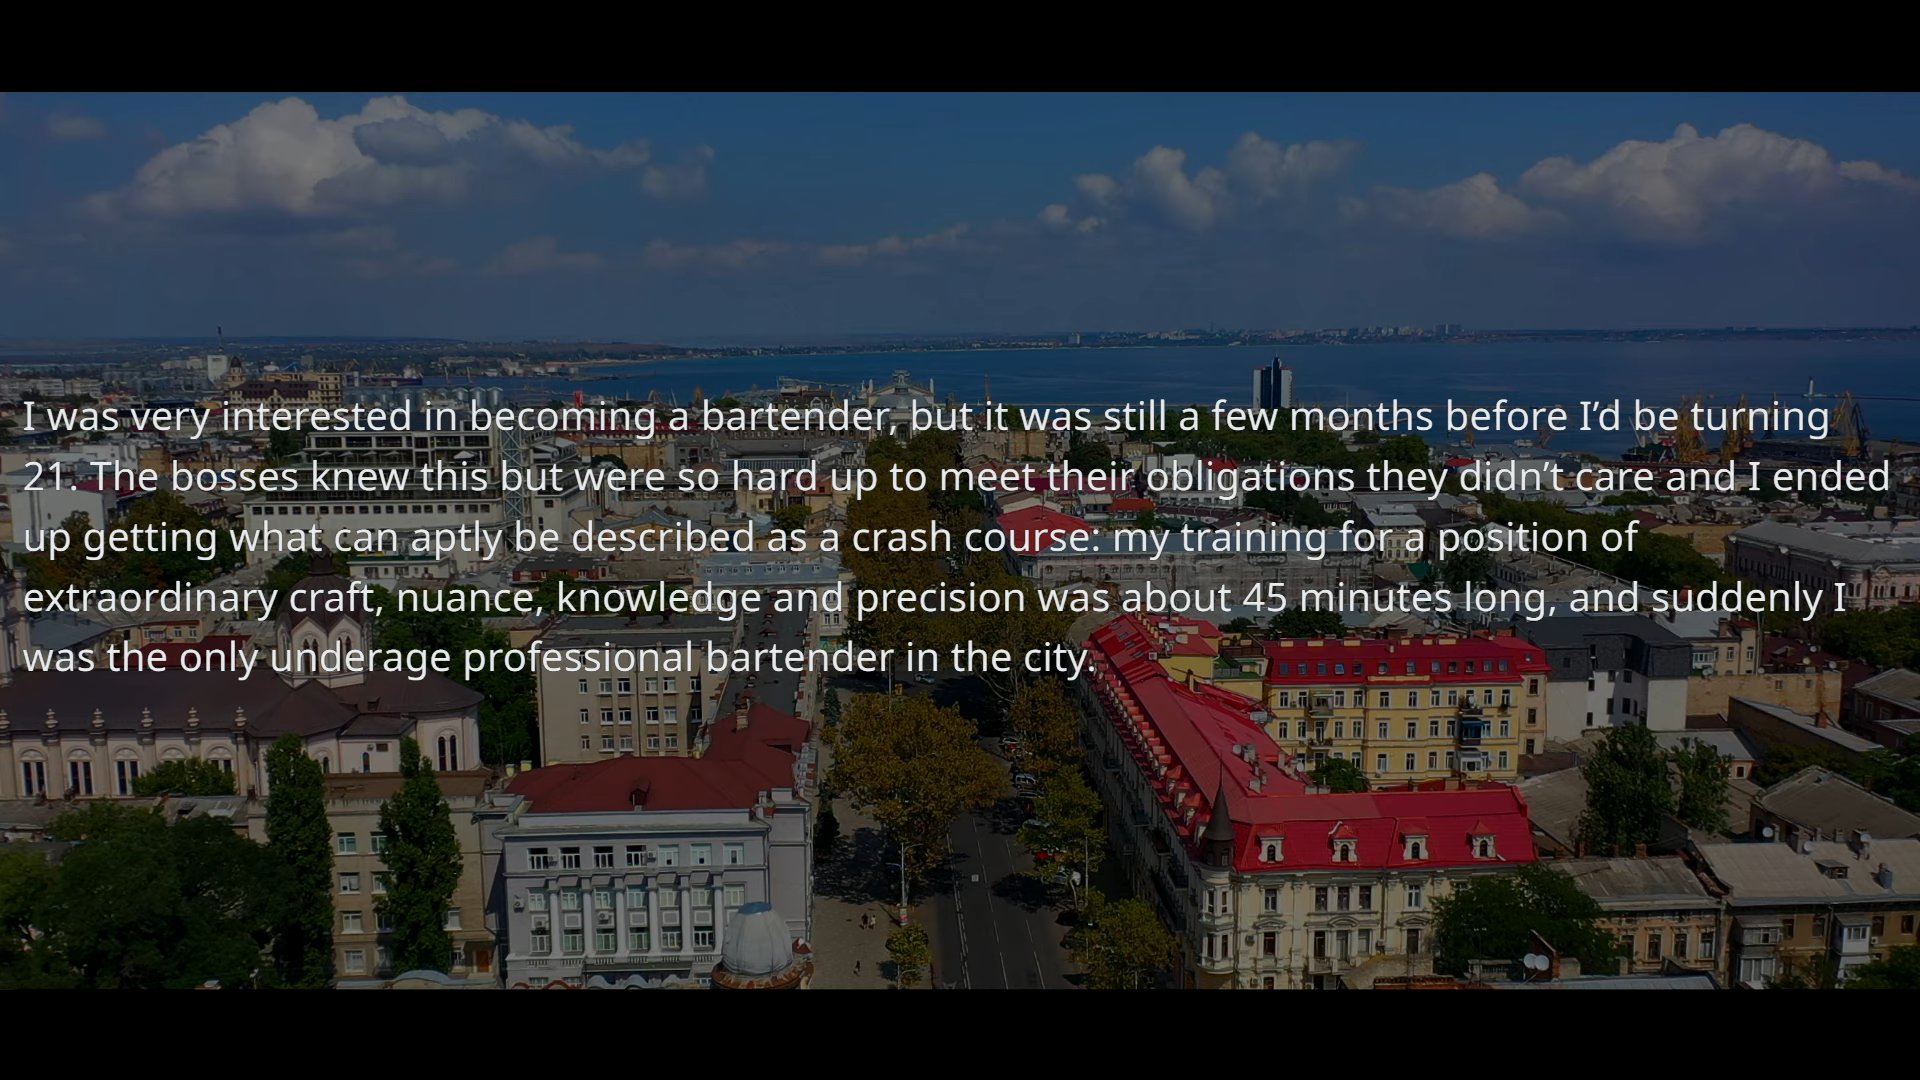 I was very interested in becoming a bartender, but it was still a few months before I’d be turning
21. The bosses knew this but were so hard up to meet their obligations they didn’t care and I ended
up getting what can aptly be described as a crash course: my training for a position of
extraordinary craft, nuance, knowledge and precision was about 45 minutes long, and suddenly I
was the only underage professional bartender in the city.